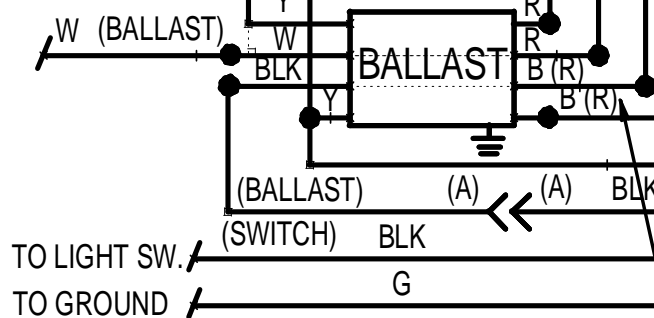 Y
R
W (BALLAST)
W
R
BLK
BALLAST
B (R)
Y
B (R)
(BALLAST)
(A)
(A)
BLK
(SWITCH)
BLK
TO LIGHT SW.
G
TO GROUND